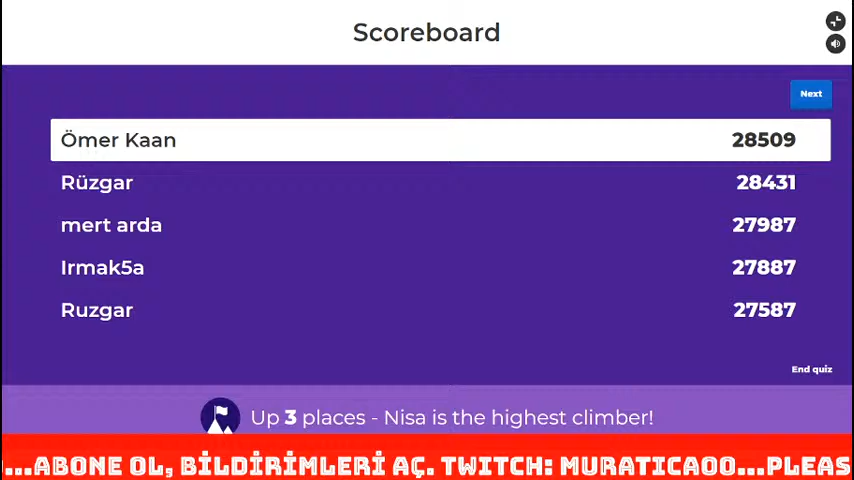 Scoreboard
Next
Ömer Kaan 28509
Rüzgar 28431
mert arda 27987
Irmak5a 27887
Ruzgar 27587
End quiz
Up 3 places - Nisa is the highest climber!
...ABONE OL, BİLDİRİMLERİ AÇ. TWITCH: MURATICAOO...PLEAS